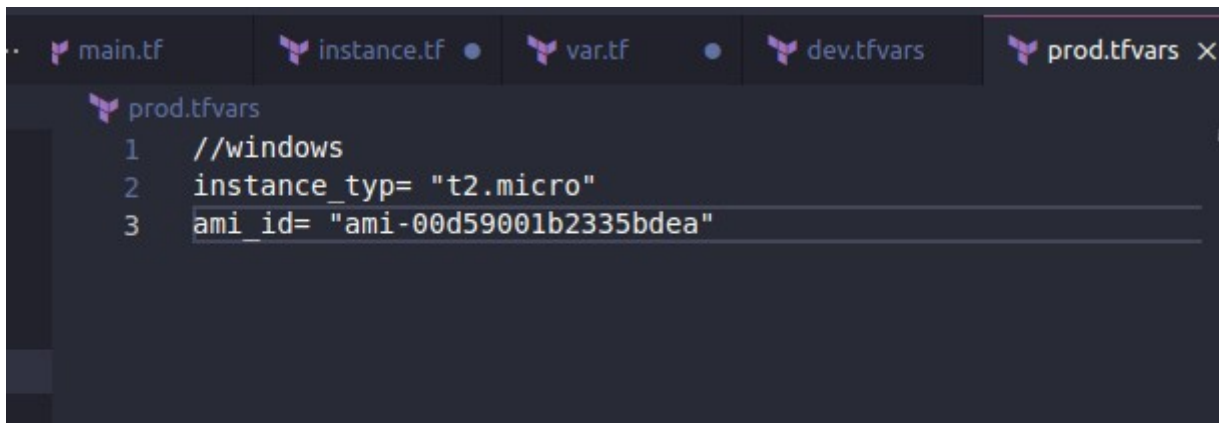 main.tf instance.tf var.tf dev.tfvars prod.tfvars
prod.tfvars
1 //windows
2 instance_typ= "t2.micro"
3 ami_id= "ami-00d59001b2335bdea"